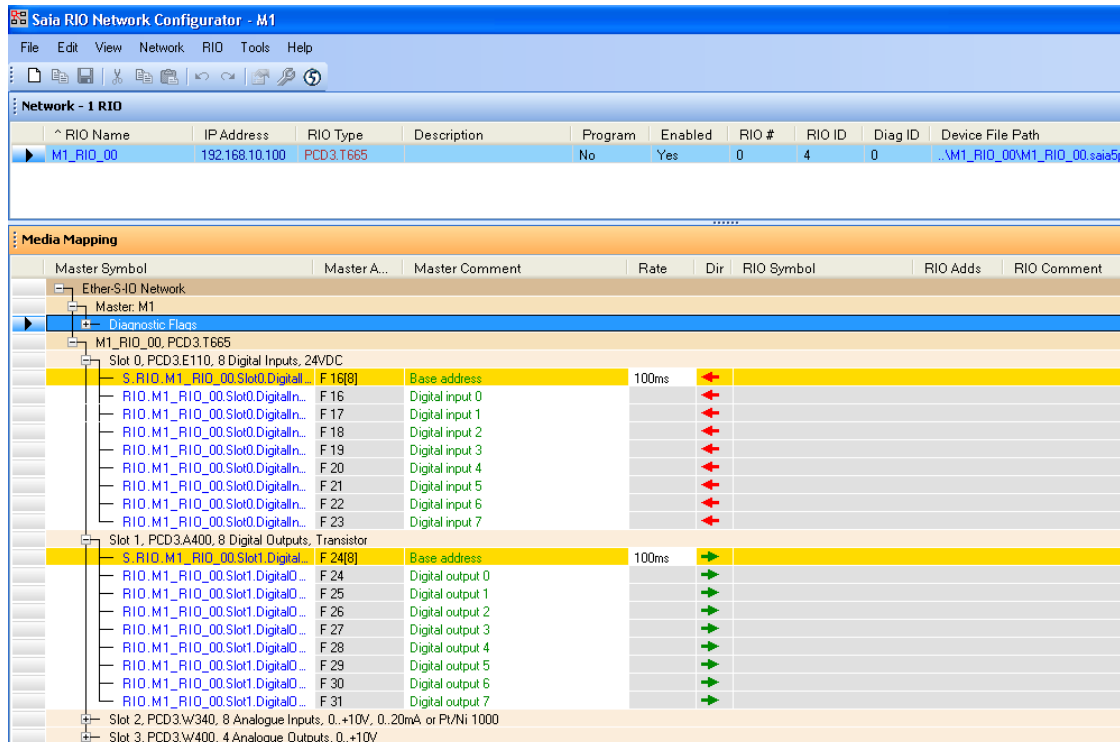 Saia RIO Network Configurator - M1
File Edit View Network RIO Tools Help
Network - 1 RIO
^ RIO Name IP Address RIO Type Description Program Enabled RIO # RIO ID Diag ID Device File Path
M1_RIO_00 192.168.10.100 PCD3.T665 No Yes 0 4 0 ..\M1_RIO_00\M1_RIO_00.saia5p
Media Mapping
Master Symbol Master A... Master Comment Rate Dir RIO Symbol RIO Adds RIO Comment
Ether-S-IO Network
Master: M1
Diagnostic Flags
M1_RIO_00, PCD3.T665
Slot 0, PCD3.E110, 8 Digital Inputs, 24VDC
S.RIO.M1_RIO_00.Slot0.DigitalI... F 16[8] Base address 100ms
RIO.M1_RIO_00.Slot0.DigitalIn... F 16 Digital input 0
RIO.M1_RIO_00.Slot0.DigitalIn... F 17 Digital input 1
RIO.M1_RIO_00.Slot0.DigitalIn... F 18 Digital input 2
RIO.M1_RIO_00.Slot0.DigitalIn... F 19 Digital input 3
RIO.M1_RIO_00.Slot0.DigitalIn... F 20 Digital input 4
RIO.M1_RIO_00.Slot0.DigitalIn... F 21 Digital input 5
RIO.M1_RIO_00.Slot0.DigitalIn... F 22 Digital input 6
RIO.M1_RIO_00.Slot0.DigitalIn... F 23 Digital input 7
Slot 1, PCD3.A400, 8 Digital Outputs, Transistor
S.RIO.M1_RIO_00.Slot1.Digital... F 24[8] Base address 100ms
RIO.M1_RIO_00.Slot1.DigitalO... F 24 Digital output 0
RIO.M1_RIO_00.Slot1.DigitalO... F 25 Digital output 1
RIO.M1_RIO_00.Slot1.DigitalO... F 26 Digital output 2
RIO.M1_RIO_00.Slot1.DigitalO... F 27 Digital output 3
RIO.M1_RIO_00.Slot1.DigitalO... F 28 Digital output 4
RIO.M1_RIO_00.Slot1.DigitalO... F 29 Digital output 5
RIO.M1_RIO_00.Slot1.DigitalO... F 30 Digital output 6
RIO.M1_RIO_00.Slot1.DigitalO... F 31 Digital output 7
Slot 2, PCD3.W340, 8 Analogue Inputs, 0..+10V, 0..20mA or Pt/Ni 1000
Slot 3, PCD3.W400, 4 Analogue Outputs, 0..+10V